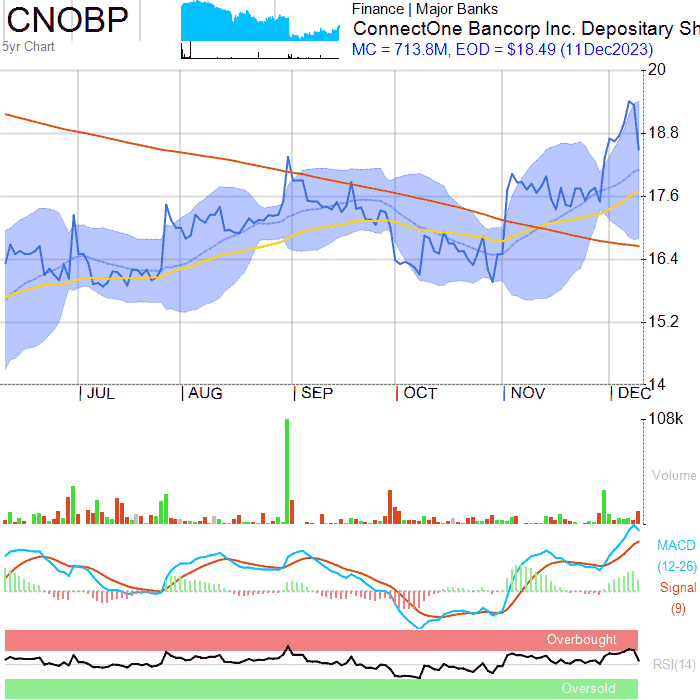 CNOBP
5yr Chart
Finance | Major Banks
ConnectOne Bancorp Inc. Depositary Sh
MC = 713.8M, EOD = $18.49 (11Dec2023)
20
18.8
17.6
16.4
15.2
14
JUL AUG SEP OCT NOV DEC
108k
Volume
MACD
(12-26)
Signal
(9)
Overbought
RSI(14)
Oversold